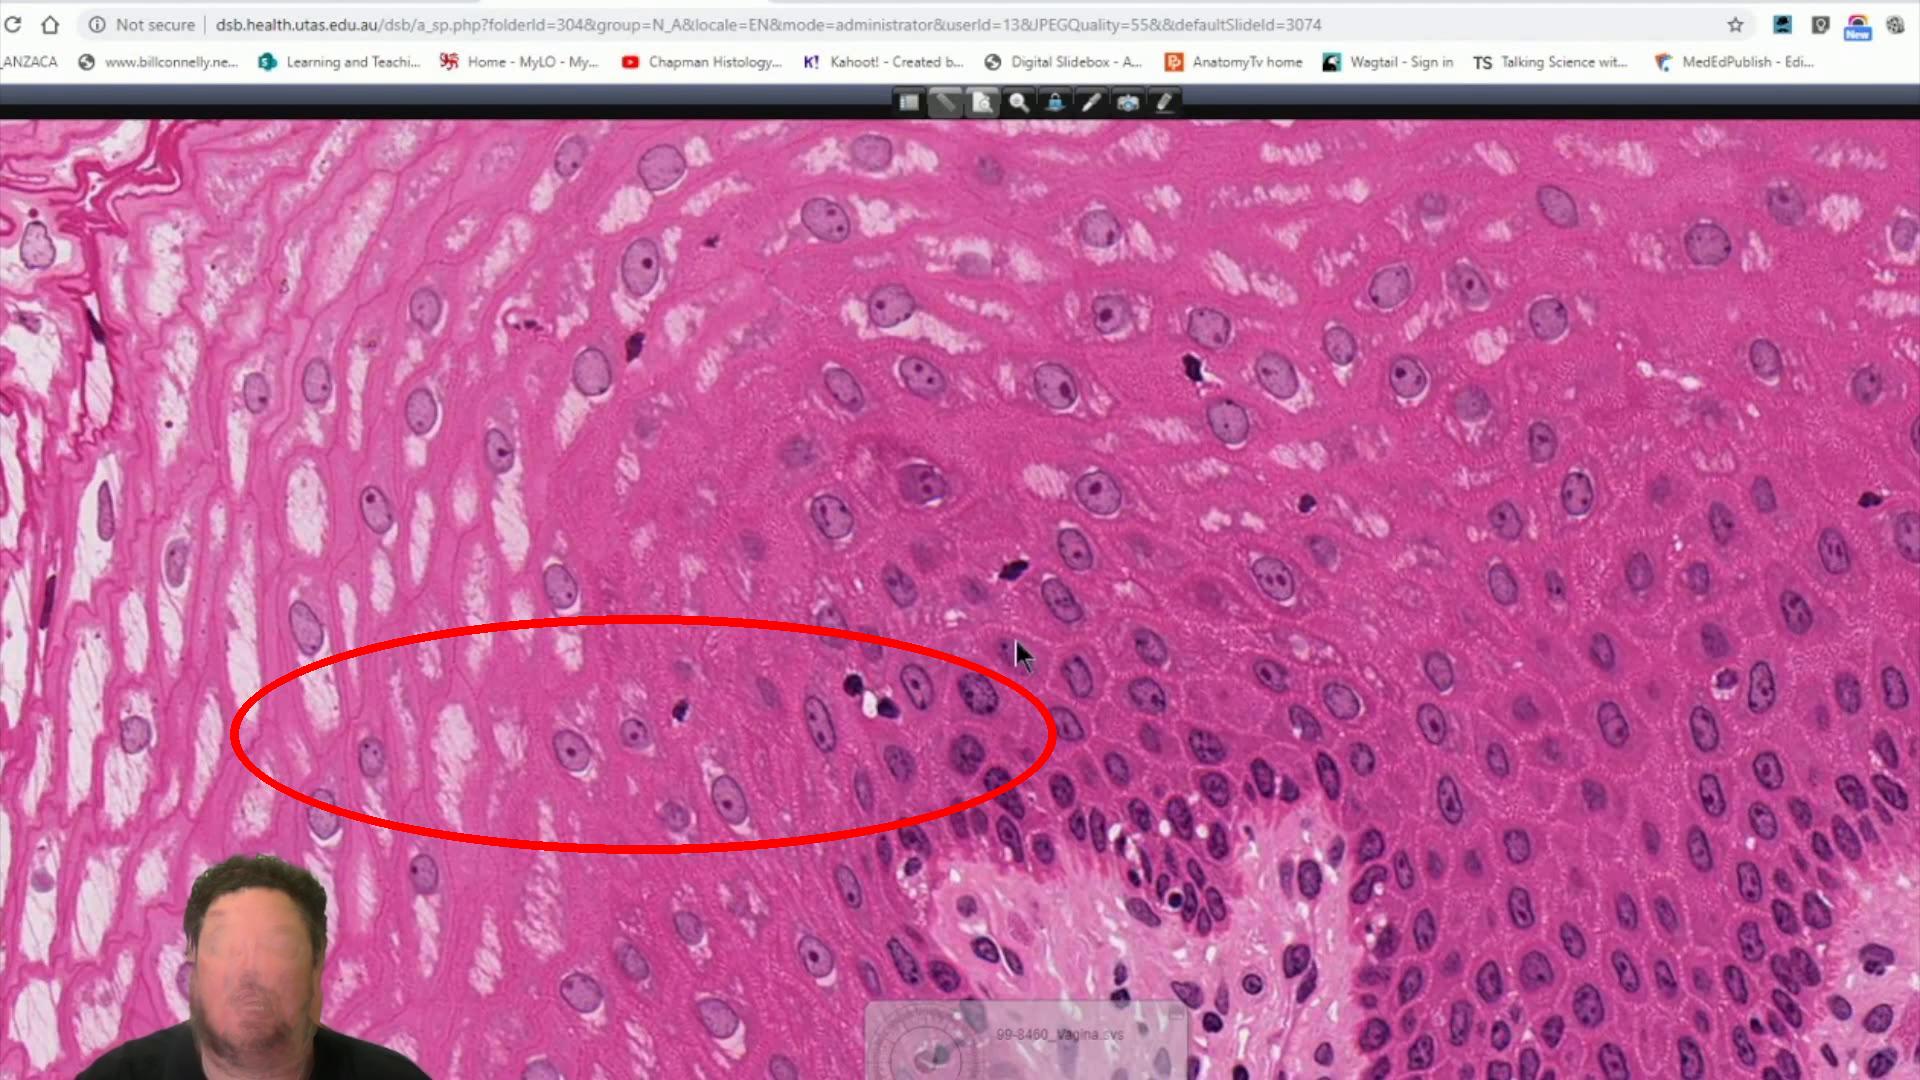 Not secure dsb.health.utas.edu.au/dsb/a_sp.php?folderId=304&group=N_A&locale=EN&mode=administrator&userId=13&JPEGQuality=55&&defaultSlideId=3074
New
_ANZACA www.billconnelly.ne... Learning and Teachi... Home - MyLO - My... Chapman Histology... K! Kahoot! - Created b... Digital Slidebox - A... AnatomyTv home Wagtail - Sign in TS Talking Science wit... MedEdPublish - Edi...
99-8460_Vagina.svs